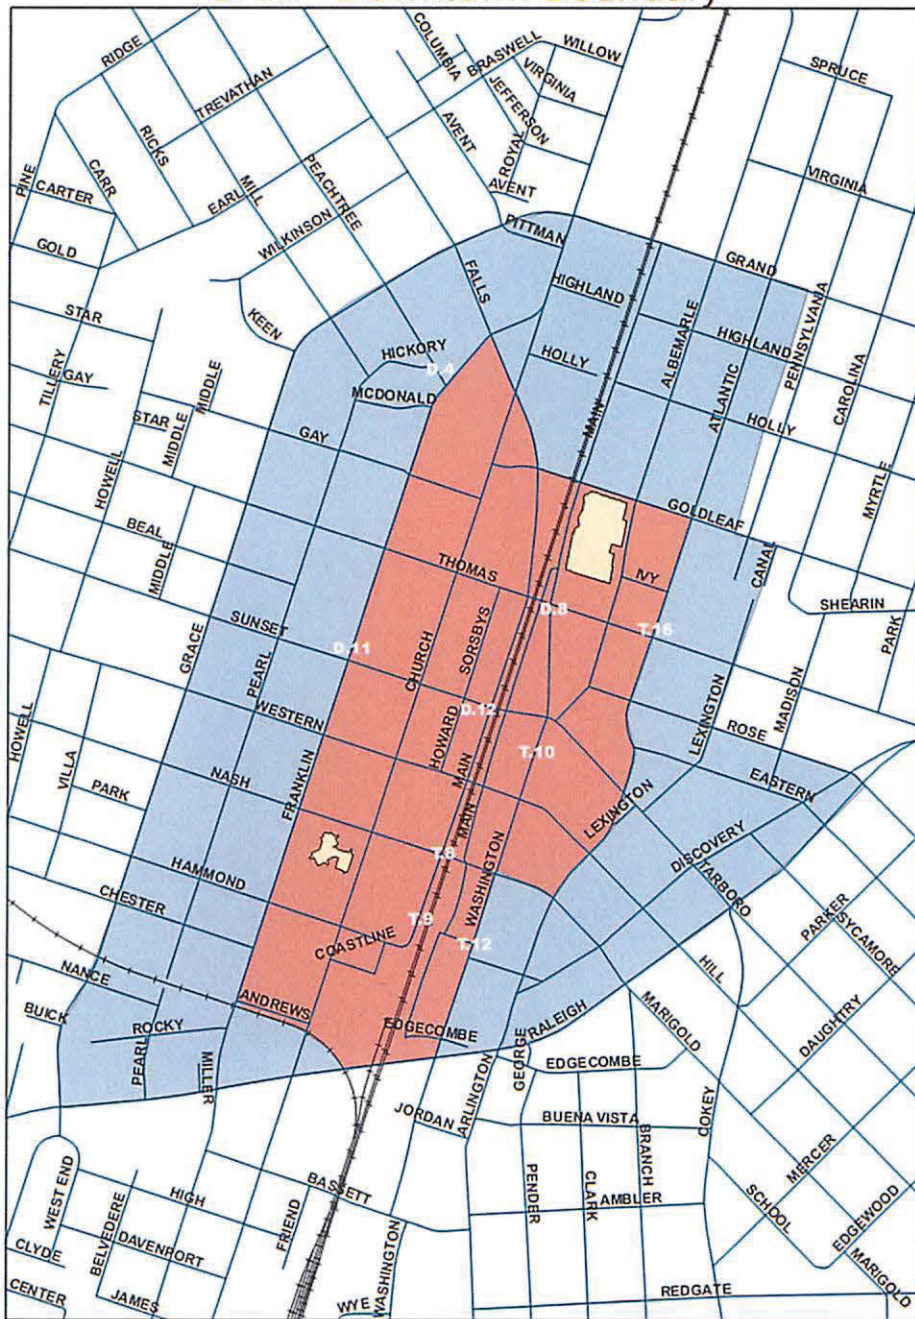 Downtown Boundary
RIDGE
COLUMBIA
BRASWELL
WILLOW
SPRUCE
TREVATHAN
VIRGINIA
JEFFERSON
AVENT
ROYAL
RICKS
CARR
PINE
CARTER
EARL
MILL
PEACHTREE
AVENT
VIRGINIA
WILKINSON
PITTMAN
GOLD
GRAND
FALLS
HIGHLAND
PENNSYLVANIA
STAR
KEEN
HIGHLAND
ALBEMARLE
ATLANTIC
CAROLINA
HICKORY
D.4
HOLLY
TILLERY
GAY
MIDDLE
MCDONALD
MAIN
HOLLY
STAR
MIDDLE
GAY
MYRTLE
HOWELL
GOLDLEAF
BEAL
MIDDLE
THOMAS
IVY
CANAL
SHEARIN
SUNSET
D.8
T.16
PARK
GRACE
D.11
CHURCH
SORSBYS
PEARL
D.12
WESTERN
LEXINGTON
MADISON
HOWELL
HOWARD
T.10
ROSE
VILLA
NASH
FRANKLIN
MAIN
EASTERN
PARK
MAIN
LEXINGTON
DISCOVERY
HAMMOND
T.8
WASHINGTON
TARBORO
CHESTER
T.9
PARKER
SYCAMORE
COASTLINE
T.12
NANCE
HILL
ANDREWS
BUICK
ROCKY
EDGECOMBE
RALEIGH
MARIGOLD
DAUGHTRY
PEARL
MILLER
GEORGE
EDGECOMBE
JORDAN
ARLINGTON
BUENA VISTA
COKEY
BRANCH
MERCER
WEST END
BASSETT
PENDER
CLARK
AMBLER
SCHOOL
HIGH
FRIEND
EDGEWOOD
BELVEDERE
DAVENPORT
CLYDE
WASHINGTON
MARIGOLD
CENTER
JAMES
WYE
REDGATE